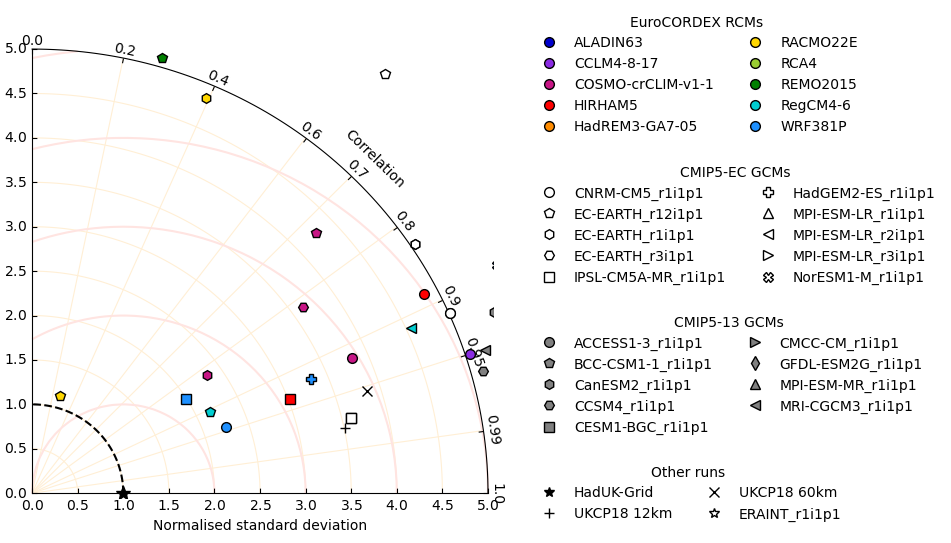 EuroCORDEX RCMs
ALADIN63
CCLM4-8-17
COSMO-crCLIM-v1-1
HIRHAM5
HadREM3-GA7-05
RACMO22E
RCA4
REMO2015
RegCM4-6
WRF381P
CMIP5-EC GCMs
CNRM-CM5_r1i1p1
EC-EARTH_r12i1p1
EC-EARTH_r1i1p1
EC-EARTH_r3i1p1
IPSL-CM5A-MR_r1i1p1
HadGEM2-ES_r1i1p1
MPI-ESM-LR_r1i1p1
MPI-ESM-LR_r2i1p1
MPI-ESM-LR_r3i1p1
NorESM1-M_r1i1p1
CMIP5-13 GCMs
ACCESS1-3_r1i1p1
BCC-CSM1-1_r1i1p1
CanESM2_r1i1p1
CCSM4_r1i1p1
CESM1-BGC_r1i1p1
CMCC-CM_r1i1p1
GFDL-ESM2G_r1i1p1
MPI-ESM-MR_r1i1p1
MRI-CGCM3_r1i1p1
Other runs
HadUK-Grid
UKCP18 12km
UKCP18 60km
ERAINT_r1i1p1
5.0
4.5
4.0
3.5
3.0
2.5
2.0
1.5
1.0
0.5
0.0
0.0
0.2
0.4
0.6
0.7
0.8
0.9
0.95
0.99
1.0
Correlation
0.0 0.5 1.0 1.5 2.0 2.5 3.0 3.5 4.0 4.5 5.0
Normalised standard deviation